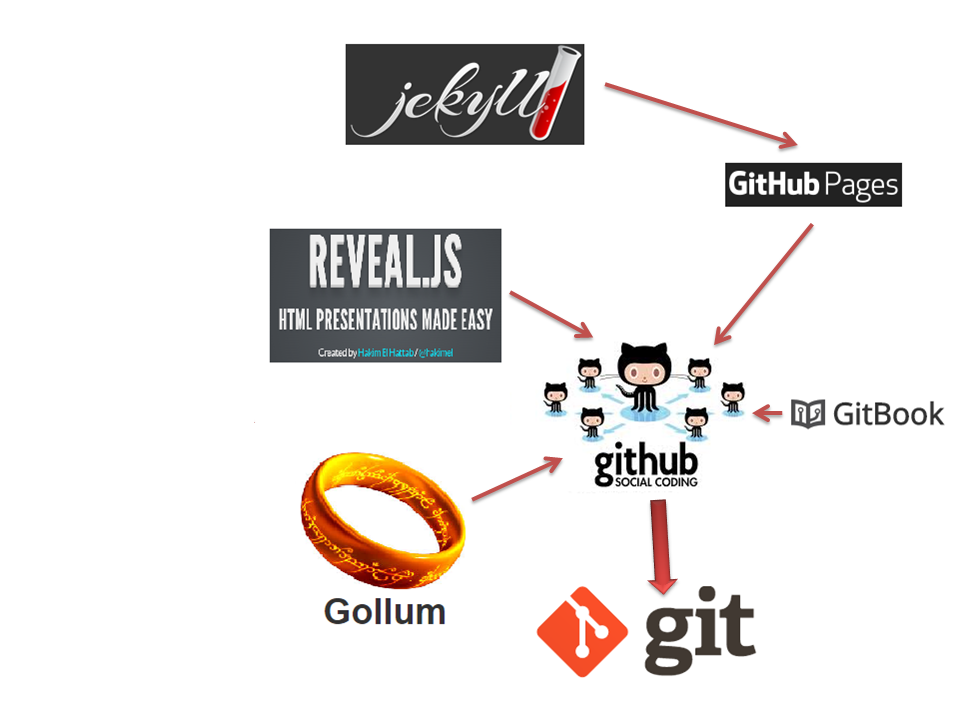 jekyll
GitHub Pages
REVEAL.JS
HTML PRESENTATIONS MADE EASY
Created by Hakim El Hattab / @hakimel
GitBook
github
SOCIAL CODING
Gollum
git